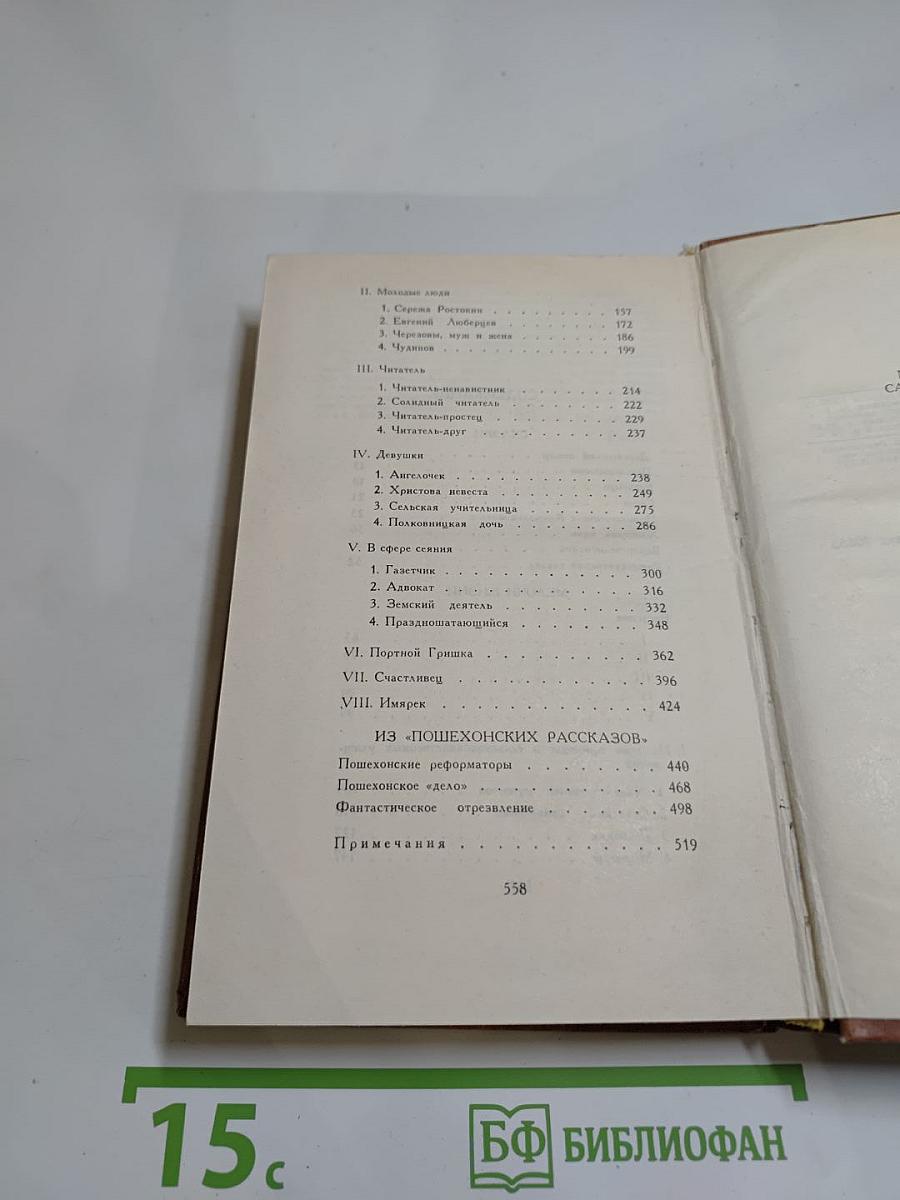 II. Молодые люди
1. Сережа Ростокин . . . . . . . . . 157
2. Евгений Люберцев . . . . . . . . 172
3. Черезовы, муж и жена . . . . . . . 186
4. Чудинов . . . . . . . . . . . . . 199
III. Читатель
1. Читатель-ненавистник . . . . . . 214
2. Солидный читатель . . . . . . . . 222
3. Читатель-простец . . . . . . . . 229
4. Читатель-друг . . . . . . . . . 237
IV. Девушки
1. Ангелочек . . . . . . . . . . . . 238
2. Христова невеста . . . . . . . . . 249
3. Сельская учительница . . . . . . . 275
4. Полковницкая дочь . . . . . . . . 286
V. В сфере сеяния
1. Газетчик . . . . . . . . . . . . 300
2. Адвокат . . . . . . . . . . . . 316
3. Земский деятель . . . . . . . . . 332
4. Праздношатающийся . . . . . . . . 348
VI. Портной Гришка . . . . . . . . . . 362
VII. Счастливец . . . . . . . . . . . . 396
VIII. Имярек . . . . . . . . . . . . . 424
ИЗ «ПОШЕХОНСКИХ РАССКАЗОВ»
Пошехонские реформаторы . . . . . . . . 440
Пошехонское «дело» . . . . . . . . . . . 468
Фантастическое отрезвление . . . . . . . 498
Примечания . . . . . . . . . . . . 519
558
СА
15 с
БФ БИБЛИОФАН